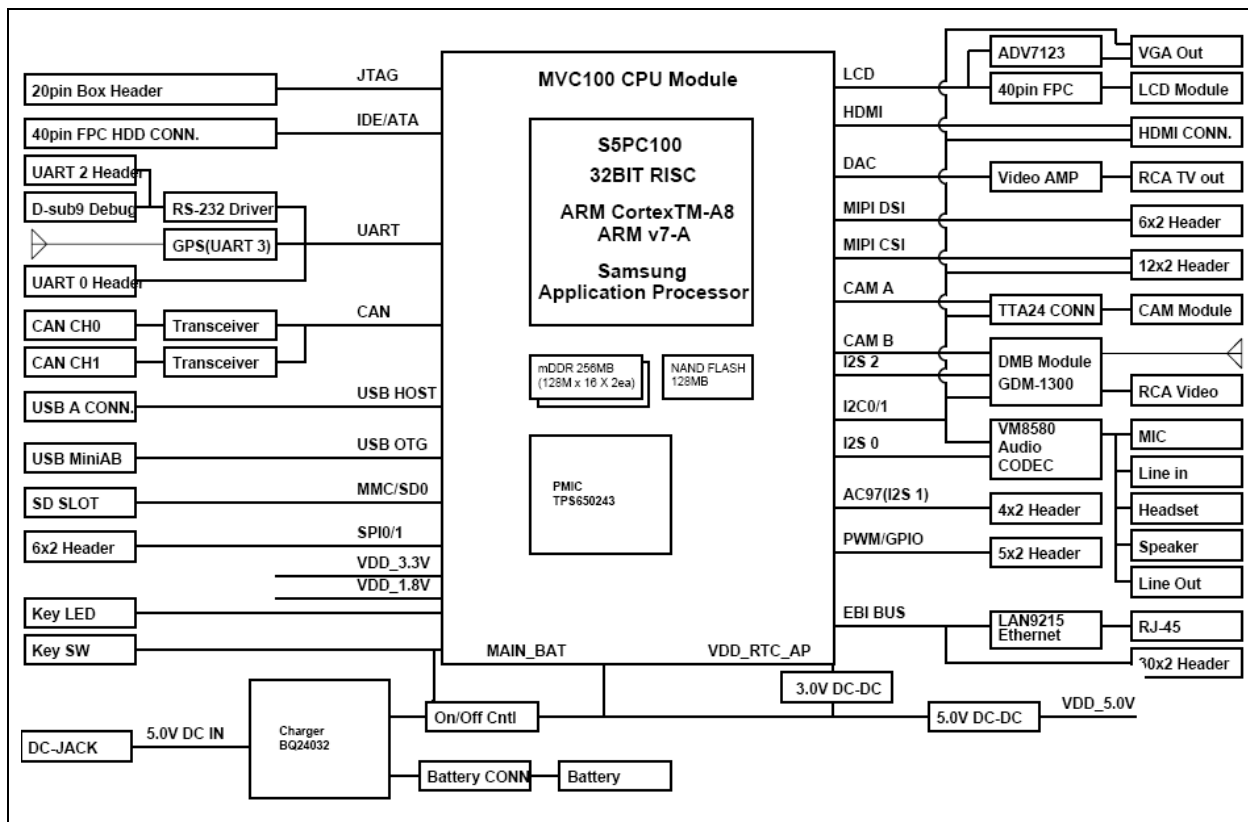 MVC100 CPU Module
S5PC100
32BIT RISC
ARM CortexTM-A8
ARM v7-A
Samsung
Application Processor
mDDR 256MB
(128M x 16 X 2ea)
NAND FLASH
128MB
PMIC
TPS650243
MAIN_BAT
VDD_RTC_AP
20pin Box Header
JTAG
40pin FPC HDD CONN.
IDE/ATA
UART 2 Header
D-sub9 Debug
RS-232 Driver
GPS(UART 3)
UART
UART 0 Header
CAN CH0
Transceiver
CAN
CAN CH1
Transceiver
USB A CONN.
USB HOST
USB MiniAB
USB OTG
SD SLOT
MMC/SD0
6x2 Header
SPI0/1
VDD_3.3V
VDD_1.8V
Key LED
Key SW
LCD
ADV7123
VGA Out
40pin FPC
LCD Module
HDMI
HDMI CONN.
DAC
Video AMP
RCA TV out
MIPI DSI
6x2 Header
MIPI CSI
12x2 Header
CAM A
TTA24 CONN
CAM Module
CAM B
I2S 2
DMB Module
GDM-1300
RCA Video
I2C0/1
I2S 0
VM8580
Audio
CODEC
MIC
Line in
Headset
Speaker
Line Out
AC97(I2S 1)
4x2 Header
PWM/GPIO
5x2 Header
EBI BUS
LAN9215
Ethernet
RJ-45
30x2 Header
3.0V DC-DC
DC-JACK
5.0V DC IN
Charger
BQ24032
On/Off Cntl
5.0V DC-DC
VDD_5.0V
Battery CONN
Battery